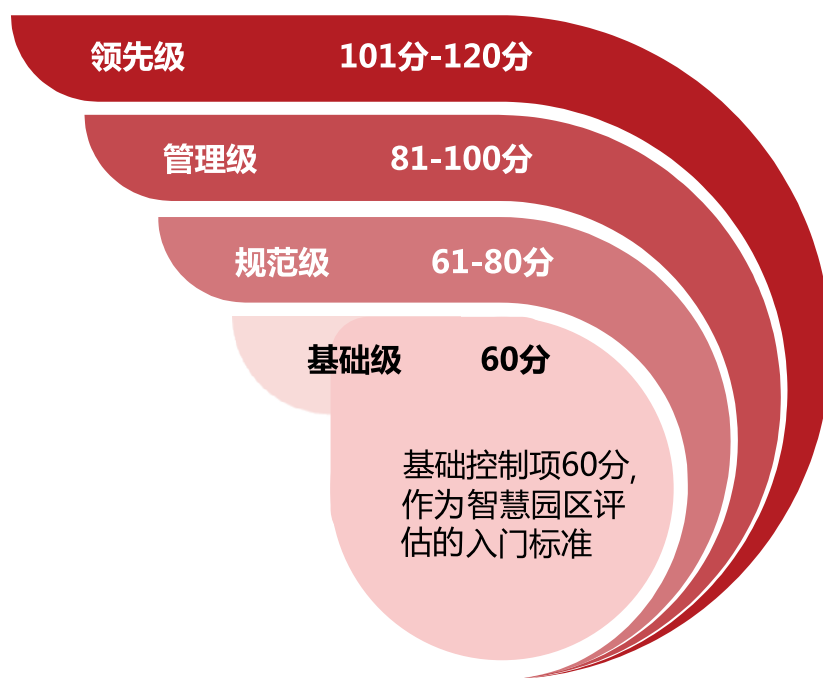 领先级 101分-120分
管理级 81-100分
规范级 61-80分
基础级 60分
基础控制项60分,
作为智慧园区评
估的入门标准